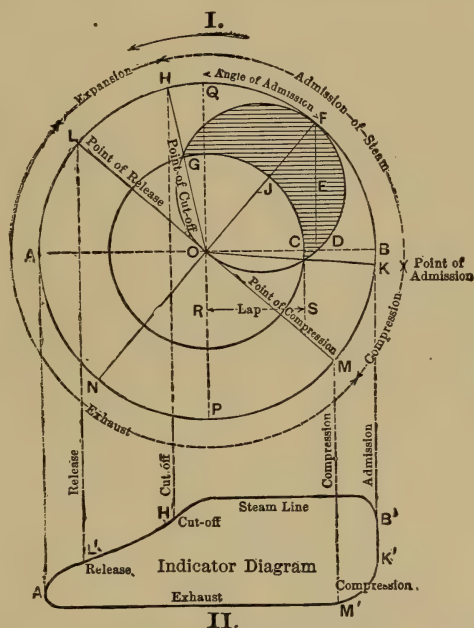 I.
Expansion
H
Q
Angle of Admission
F
Admission-of-Steam
L
Point of Release
Point of Cut-off
G
J
E
A
O
C
D
B
K
Point of
Admission
R
Lap
S
Point of Compression
M
Compression
N
P
Exhaust
Release
Cut-off
Compression
Admission
H'
Cut-off
Steam Line
B'
L'
Release
Indicator Diagram
K'
Compression.
A
Exhaust
M'
II.